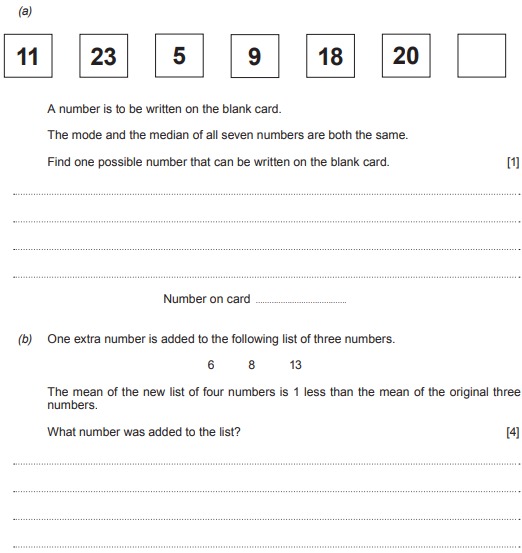 (a)
11 23 5 9 18 20
A number is to be written on the blank card.
The mode and the median of all seven numbers are both the same.
Find one possible number that can be written on the blank card. [1]
Number on card ......................................
(b) One extra number is added to the following list of three numbers.
6 8 13
The mean of the new list of four numbers is 1 less than the mean of the original three
numbers.
What number was added to the list? [4]